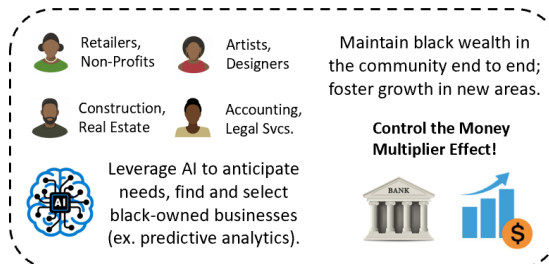 Retailers,
Non-Profits
Artists,
Designers
Construction,
Real Estate
Accounting,
Legal Svcs.
AI
Leverage AI to anticipate
needs, find and select
black-owned businesses
(ex. predictive analytics).
Maintain black wealth in
the community end to end;
foster growth in new areas.
Control the Money
Multiplier Effect!
BANK
$